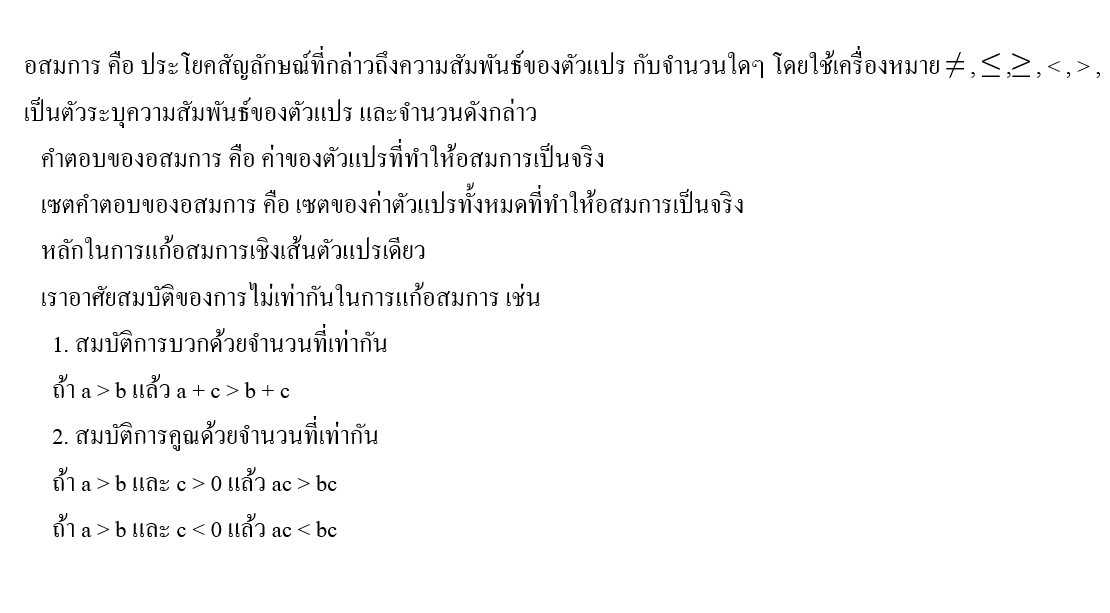 อสมการ คือ ประโยคสัญลักษณ์ที่กล่าวถึงความสัมพันธ์ของตัวแปร กับจำนวนใดๆ โดยใช้เครื่องหมาย ≠ , ≤ ,≥ , < , > ,
เป็นตัวระบุความสัมพันธ์ของตัวแปร และจำนวนดังกล่าว
คำตอบของอสมการ คือ ค่าของตัวแปรที่ทำให้อสมการเป็นจริง
เซตคำตอบของอสมการ คือ เซตของค่าตัวแปรทั้งหมดที่ทำให้อสมการเป็นจริง
หลักในการแก้อสมการเชิงเส้นตัวแปรเดียว
เราอาศัยสมบัติของการไม่เท่ากันในการแก้อสมการ เช่น
1. สมบัติการบวกด้วยจำนวนที่เท่ากัน
ถ้า a > b แล้ว a + c > b + c
2. สมบัติการคูณด้วยจำนวนที่เท่ากัน
ถ้า a > b และ c > 0 แล้ว ac > bc
ถ้า a > b และ c < 0 แล้ว ac < bc